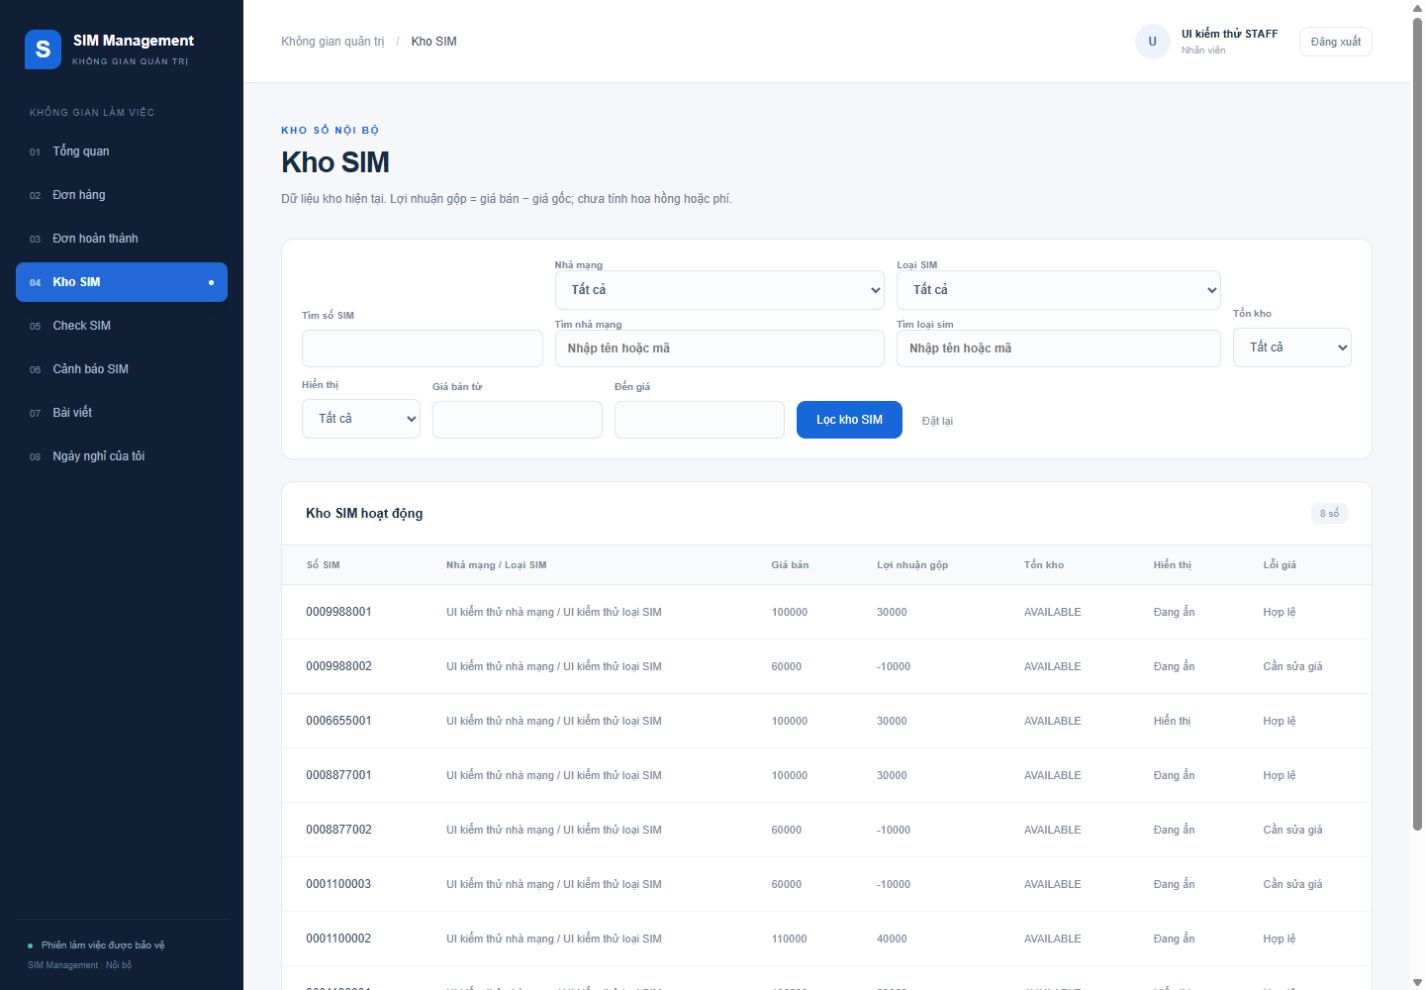 S
SIM Management
KHÔNG GIAN QUẢN TRỊ
KHÔNG GIAN LÀM VIỆC
01 Tổng quan
02 Đơn hàng
03 Đơn hoàn thành
04 Kho SIM
05 Check SIM
06 Cảnh báo SIM
07 Bài viết
08 Ngày nghỉ của tôi
Phiên làm việc được bảo vệ
SIM Management · Nội bộ
Không gian quản trị / Kho SIM
U
UI kiểm thử STAFF
Nhân viên
Đăng xuất
KHO SỐ NỘI BỘ
Kho SIM
Dữ liệu kho hiện tại. Lợi nhuận gộp = giá bán − giá gốc; chưa tính hoa hồng hoặc phí.
Nhà mạng
Loại SIM
Tất cả
Tất cả
Tìm số SIM
Tồn kho
Tìm nhà mạng
Tìm loại sim
Nhập tên hoặc mã
Nhập tên hoặc mã
Tất cả
Hiển thị
Giá bán từ
Đến giá
Tất cả
Lọc kho SIM
Đặt lại
Kho SIM hoạt động
8 số
Số SIM Nhà mạng / Loại SIM Giá bán Lợi nhuận gộp Tồn kho Hiển thị Lỗi giá
0009988001 UI kiểm thử nhà mạng / UI kiểm thử loại SIM 100000 30000 AVAILABLE Đang ẩn Hợp lệ
0009988002 UI kiểm thử nhà mạng / UI kiểm thử loại SIM 60000 -10000 AVAILABLE Đang ẩn Cần sửa giá
0006655001 UI kiểm thử nhà mạng / UI kiểm thử loại SIM 100000 30000 AVAILABLE Hiển thị Hợp lệ
0008877001 UI kiểm thử nhà mạng / UI kiểm thử loại SIM 100000 30000 AVAILABLE Đang ẩn Hợp lệ
0008877002 UI kiểm thử nhà mạng / UI kiểm thử loại SIM 60000 -10000 AVAILABLE Đang ẩn Cần sửa giá
0001100003 UI kiểm thử nhà mạng / UI kiểm thử loại SIM 60000 -10000 AVAILABLE Đang ẩn Cần sửa giá
0001100002 UI kiểm thử nhà mạng / UI kiểm thử loại SIM 110000 40000 AVAILABLE Đang ẩn Hợp lệ